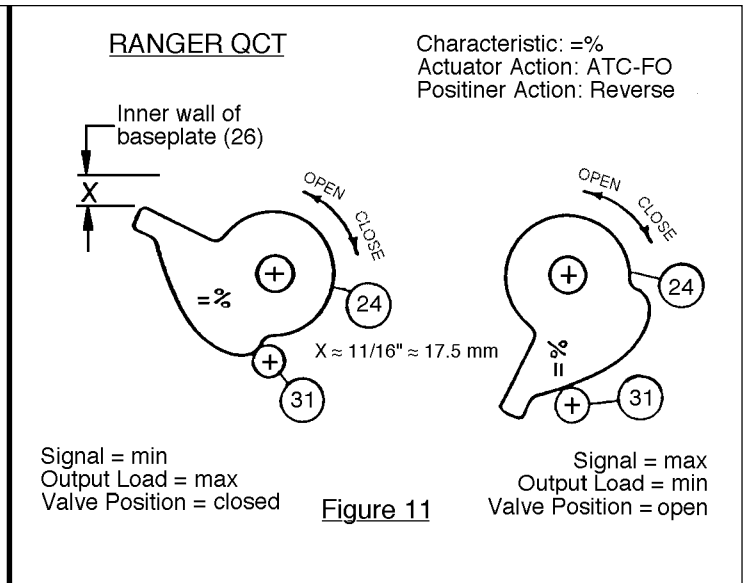 RANGER QCT
Characteristic: =%
Actuator Action: ATC-FO
Positiner Action: Reverse
Inner wall of
baseplate (26)
X
OPEN
CLOSE
OPEN
CLOSE
=%
24
=%
24
X ≈ 11/16" ≈ 17.5 mm
31
31
Signal = min
Output Load = max
Valve Position = closed
Signal = max
Output Load = min
Valve Position = open
Figure 11